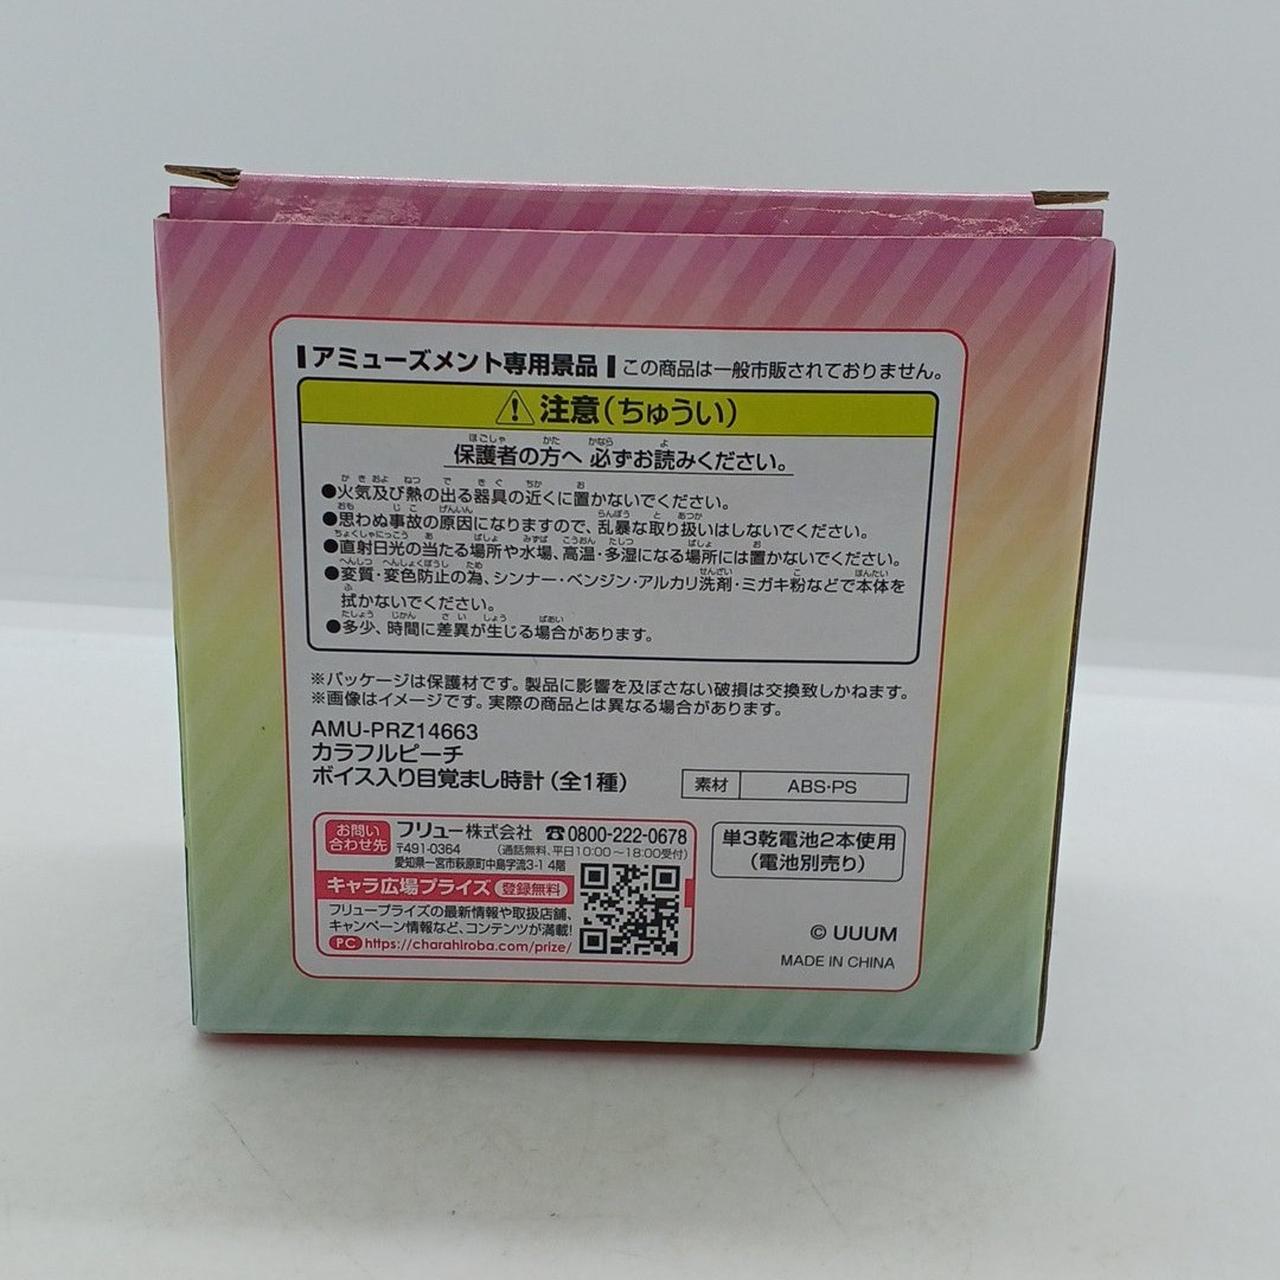 アミューズメント専用景品 この商品は一般市販されておりません。
注意(ちゅうい)
保護者の方へ 必ずお読みください。
●火気及び熱の出る器具の近くに置かないでください。
●思わぬ事故の原因になりますので、乱暴な取り扱いはしないでください。
●直射日光の当たる場所や水場、高温・多湿になる場所には置かないでください。
●変質・変色防止の為、シンナー・ベンジン・アルカリ洗剤・ミガキ粉などで本体を
拭かないでください。
●多少、時間に差異が生じる場合があります。
※パッケージは保護材です。製品に影響を及ぼさない破損は交換致しかねます。
※画像はイメージです。実際の商品とは異なる場合があります。
AMU-PRZ14663
カラフルピーチ
ボイス入り目覚まし時計(全1種)
素材 ABS・PS
お問い
合わせ先
フリュー株式会社 ☎0800-222-0678
〒491-0364 (通話無料、平日10:00〜18:00受付)
愛知県一宮市萩原町中島字流3-1 4階
キャラ広場プライズ 登録無料
フリュープライズの最新情報や取扱店舗、
キャンペーン情報など、コンテンツが満載!
PC https://charahiroba.com/prize/
単3乾電池2本使用
(電池別売り)
© UUUM
MADE IN CHINA